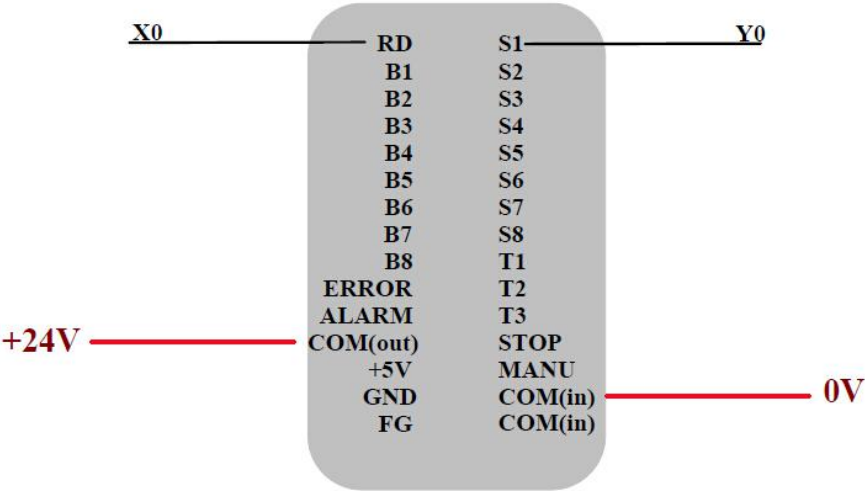 X0 RD S1 Y0
B1 S2
B2 S3
B3 S4
B4 S5
B5 S6
B6 S7
B7 S8
B8 T1
ERROR T2
ALARM T3
+24V COM(out) STOP
+5V MANU
GND COM(in) 0V
FG COM(in)